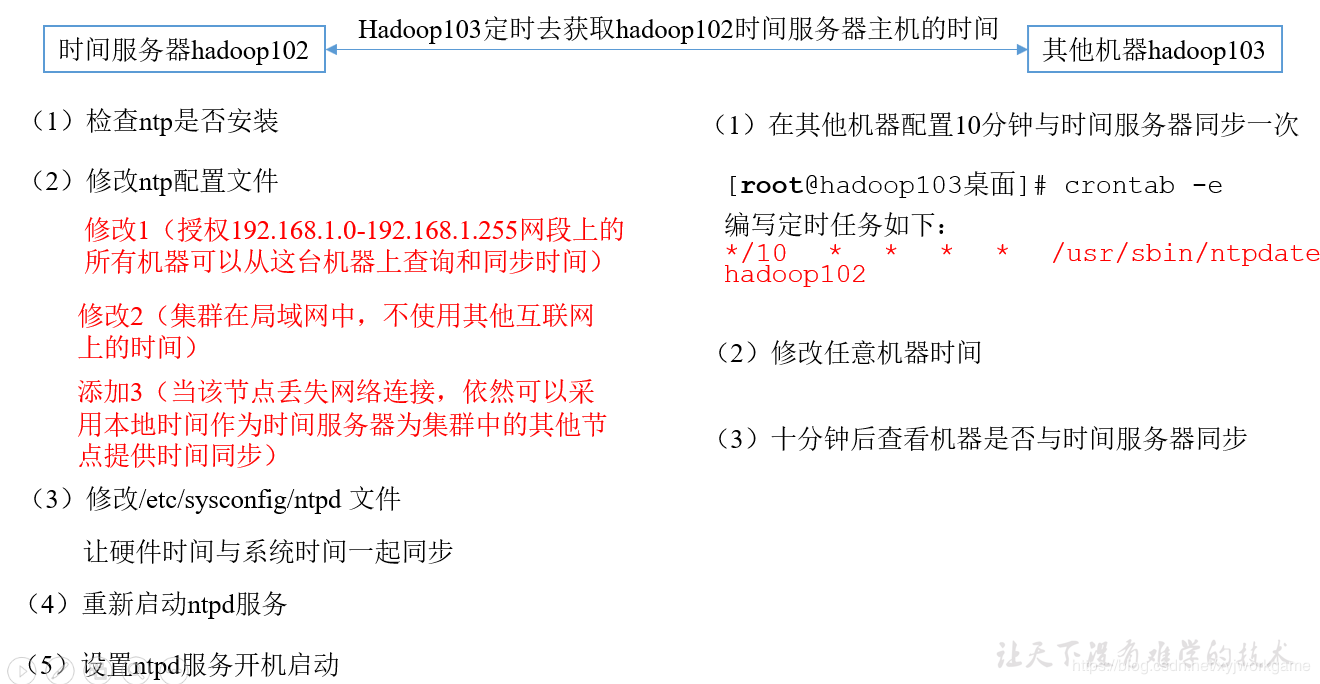 时间服务器hadoop102
Hadoop103定时去获取hadoop102时间服务器主机的时间
其他机器hadoop103
（1）检查ntp是否安装
（2）修改ntp配置文件
修改1（授权192.168.1.0-192.168.1.255网段上的
所有机器可以从这台机器上查询和同步时间）
修改2（集群在局域网中，不使用其他互联网
上的时间）
添加3（当该节点丢失网络连接，依然可以采
用本地时间作为时间服务器为集群中的其他节
点提供时间同步）
（3）修改/etc/sysconfig/ntpd 文件
让硬件时间与系统时间一起同步
（4）重新启动ntpd服务
（5）设置ntpd服务开机启动
（1）在其他机器配置10分钟与时间服务器同步一次
[root@hadoop103桌面]# crontab -e
编写定时任务如下：
*/10 * * * * /usr/sbin/ntpdate
hadoop102
（2）修改任意机器时间
（3）十分钟后查看机器是否与时间服务器同步
让天下没有难学的技术
https://blog.csdn.net/xyjworkgame